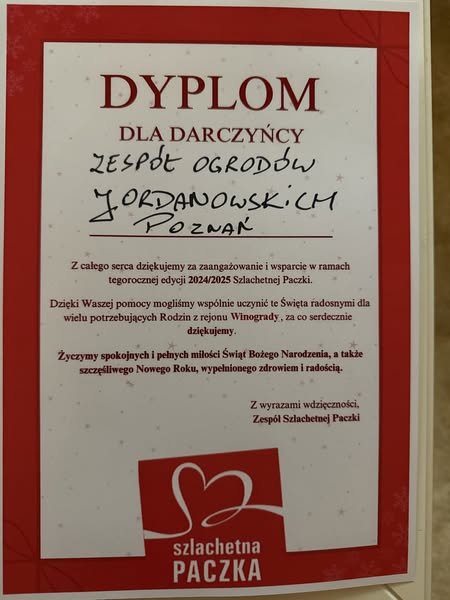 DYPLOM
DLA DARCZYŃCY
ZESPÓŁ OGRODÓW
JORDANOWSKICH
POZNAŃ
Z całego serca dziękujemy za zaangażowanie i wsparcie w ramach
tegorocznej edycji 2024/2025 Szlachetnej Paczki.
Dzięki Waszej pomocy mogliśmy wspólnie uczynić te Święta radosnymi dla
wielu potrzebujących Rodzin z rejonu Winogrady, za co serdecznie
dziękujemy.
Życzymy spokojnych i pełnych miłości Świąt Bożego Narodzenia, a także
szczęśliwego Nowego Roku, wypełnionego zdrowiem i radością.
Z wyrazami wdzięczności,
Zespół Szlachetnej Paczki
szlachetna
PACZKA